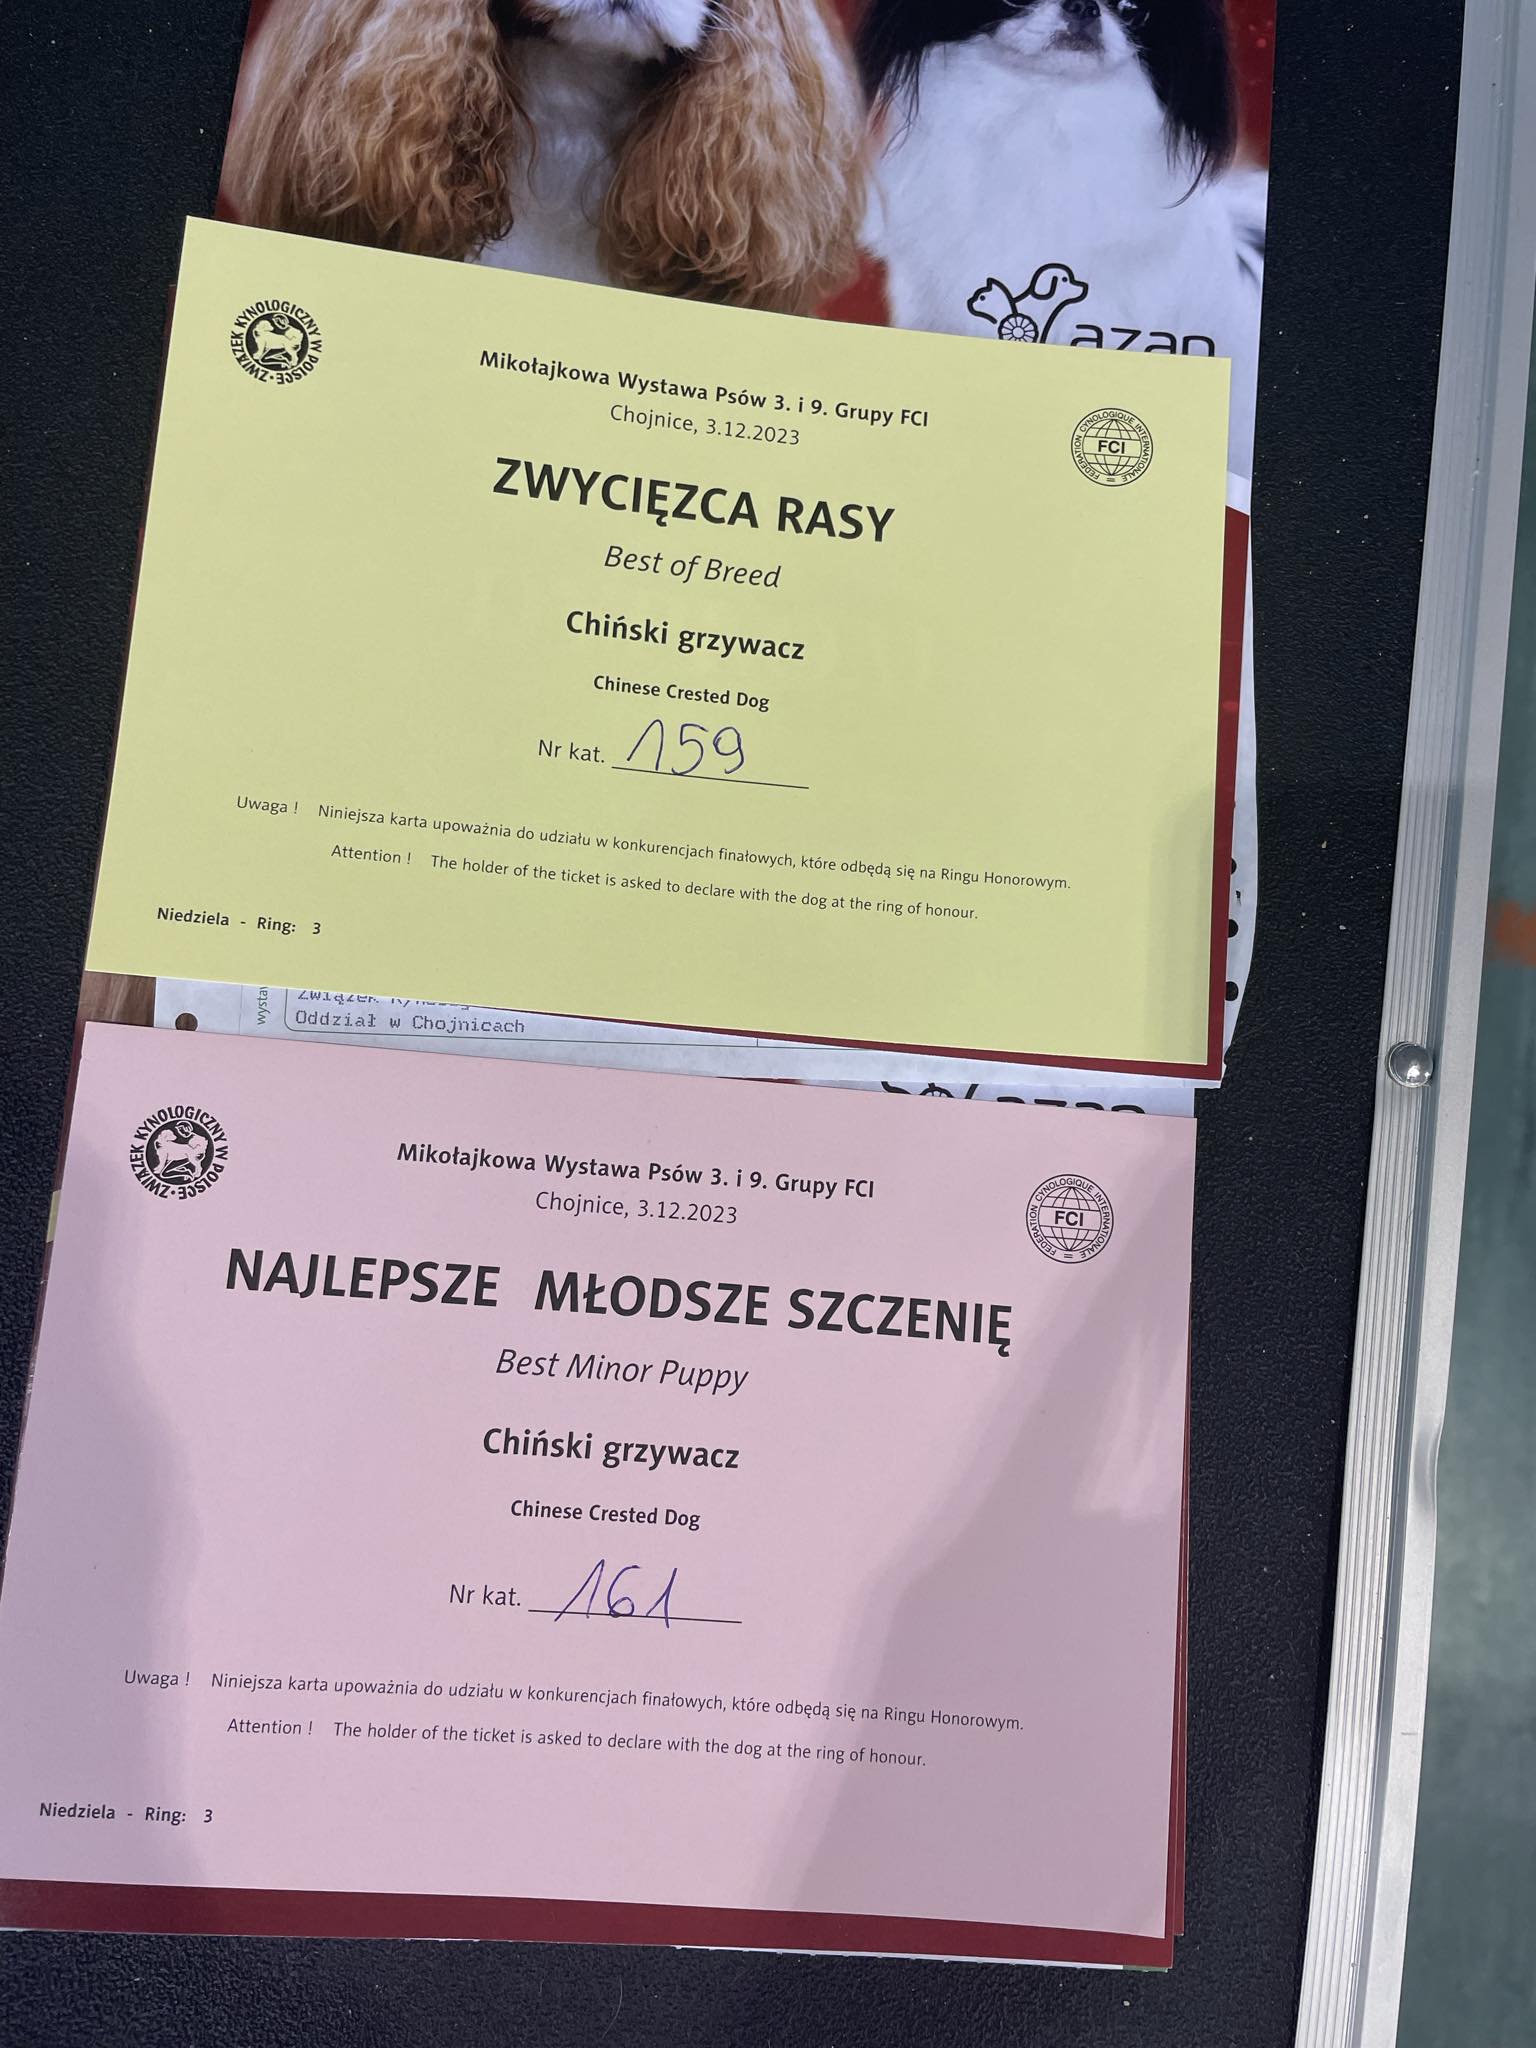 azan
ZWIĄZEK KYNOLOGICZNY W POLSCE
Mikołajkowa Wystawa Psów 3. i 9. Grupy FCI
Chojnice, 3.12.2023
FEDERATION CYNOLOGIQUE INTERNATIONALE
FCI
ZWYCIĘZCA RASY
Best of Breed
Chiński grzywacz
Chinese Crested Dog
Nr kat. 159
Uwaga ! Niniejsza karta upoważnia do udziału w konkurencjach finałowych, które odbędą się na Ringu Honorowym.
Attention ! The holder of the ticket is asked to declare with the dog at the ring of honour.
Niedziela - Ring: 3
Związek
Oddział w Chojnicach
ZWIĄZEK KYNOLOGICZNY W POLSCE
Mikołajkowa Wystawa Psów 3. i 9. Grupy FCI
Chojnice, 3.12.2023
FEDERATION CYNOLOGIQUE INTERNATIONALE
FCI
NAJLEPSZE MŁODSZE SZCZENIĘ
Best Minor Puppy
Chiński grzywacz
Chinese Crested Dog
Nr kat. 161
Uwaga ! Niniejsza karta upoważnia do udziału w konkurencjach finałowych, które odbędą się na Ringu Honorowym.
Attention ! The holder of the ticket is asked to declare with the dog at the ring of honour.
Niedziela - Ring: 3